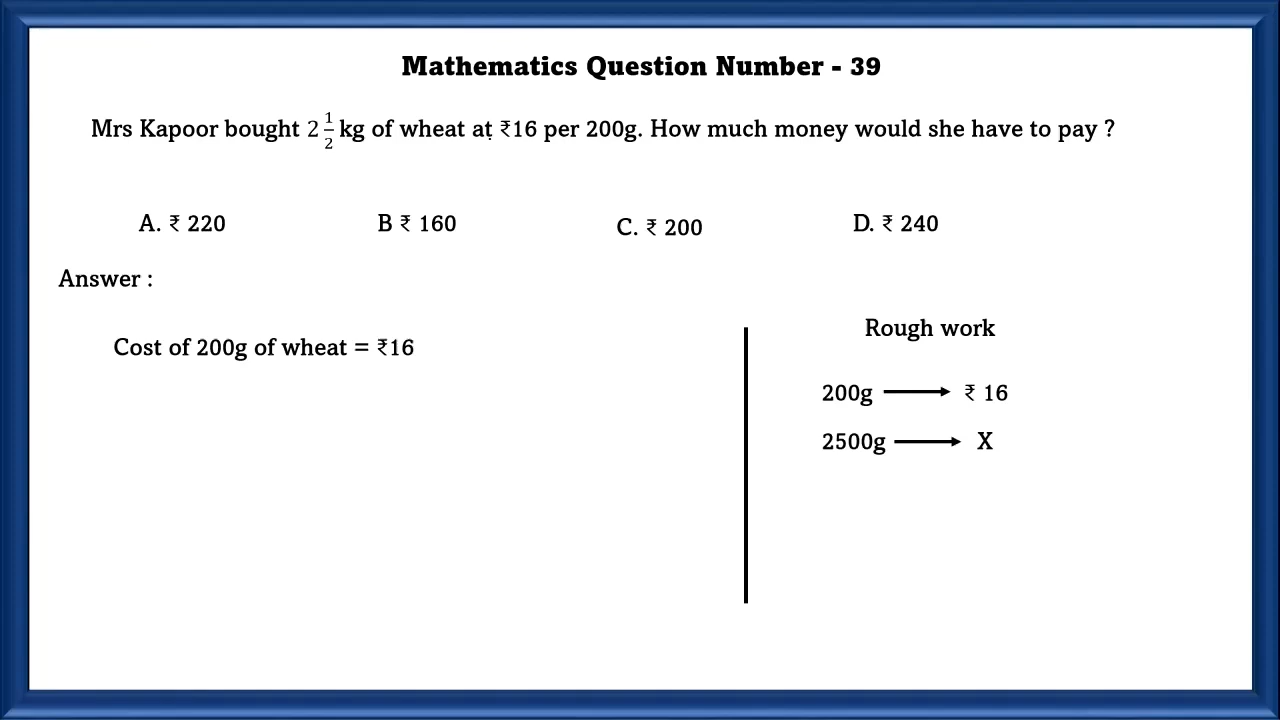 Mathematics Question Number - 39
Mrs Kapoor bought 2 1/2 kg of wheat at ₹16 per 200g. How much money would she have to pay ?
A. ₹ 220 B ₹ 160 C. ₹ 200 D. ₹ 240
Answer :
Cost of 200g of wheat = ₹16
Rough work
200g ⟶ ₹ 16
2500g ⟶ X